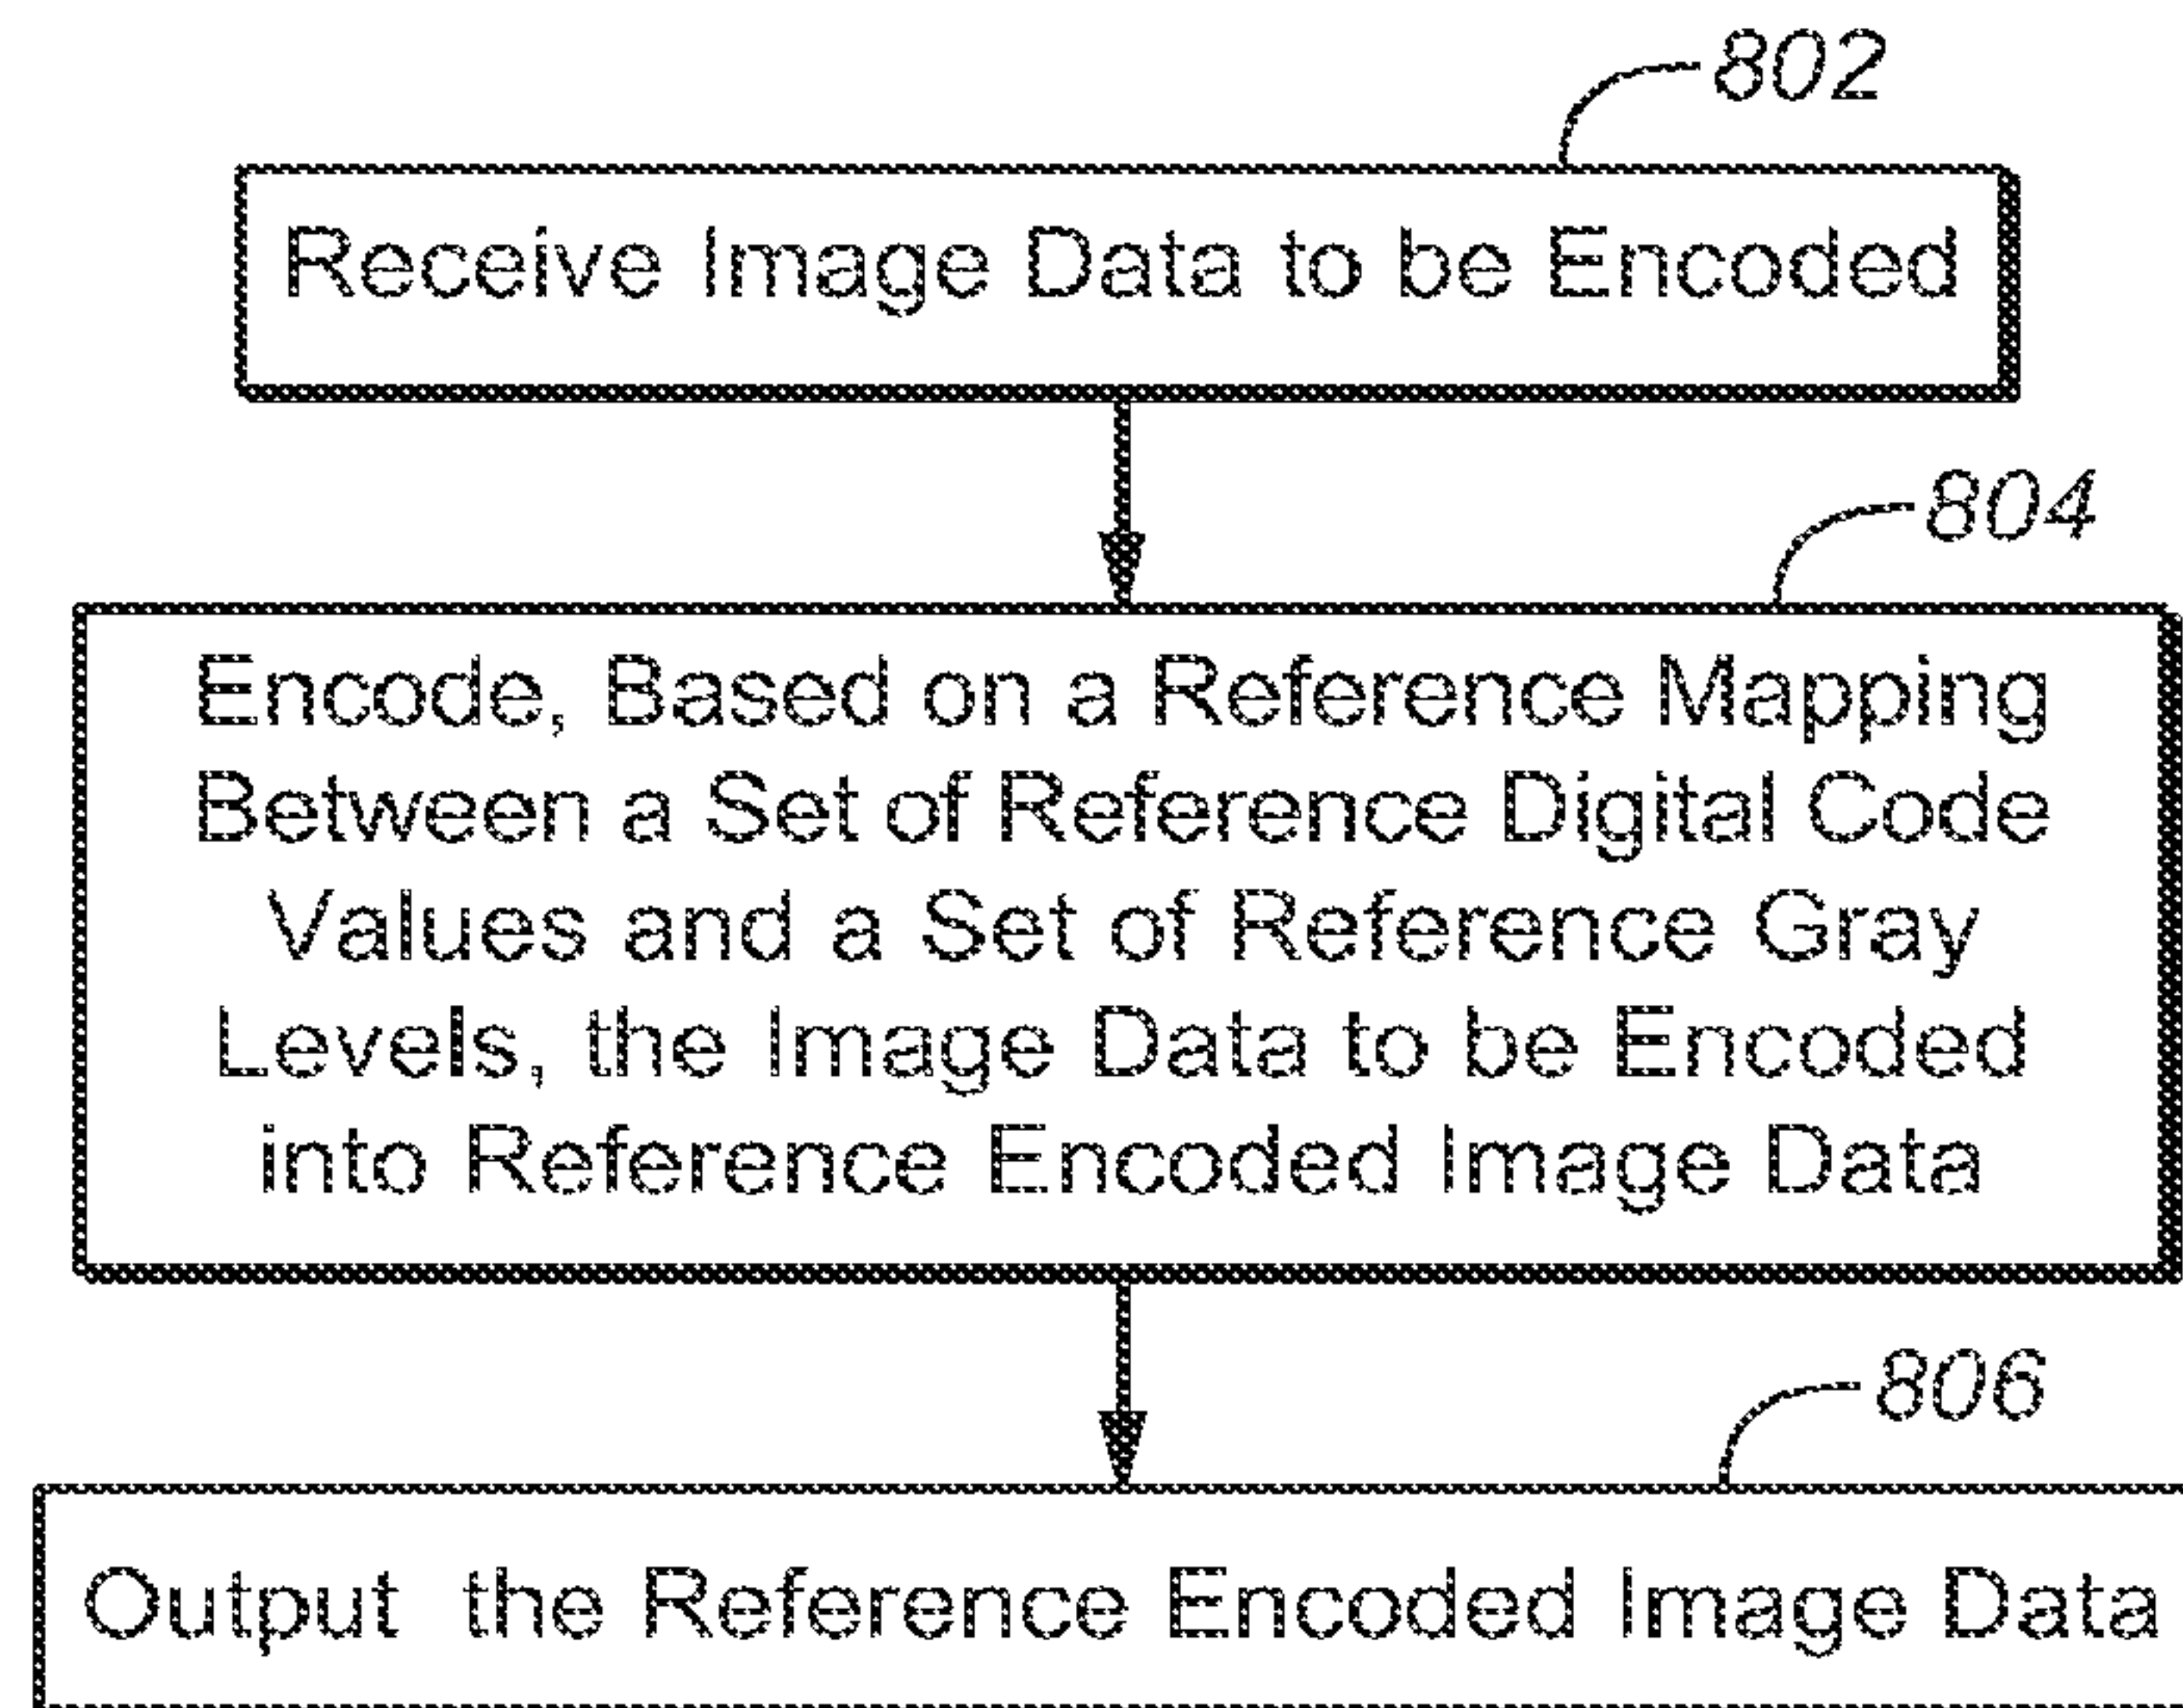 802
Receive Image Data to be Encoded
804
Encode, Based on a Reference Mapping
Between a Set of Reference Digital Code
Values and a Set of Reference Gray
Levels, the Image Data to be Encoded
into Reference Encoded Image Data
806
Output the Reference Encoded Image Data